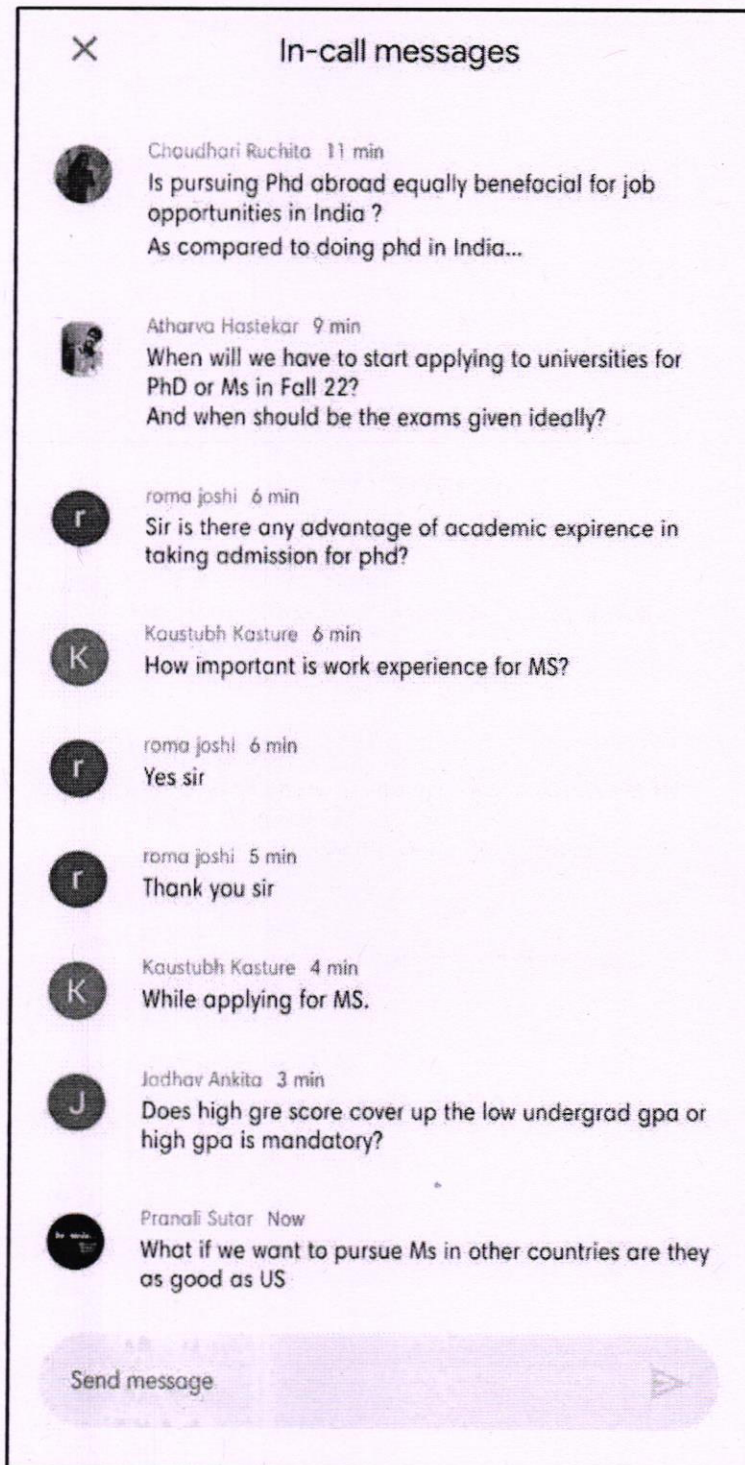 In-call messages
Chaudhari Ruchita 11 min
Is pursuing Phd abroad equally benefacial for job
opportunities in India ?
As compared to doing phd in India...
Atharva Hastekar 9 min
When will we have to start applying to universities for
PhD or Ms in Fall 22?
And when should be the exams given ideally?
r
roma joshi 6 min
Sir is there any advantage of academic expirence in
taking admission for phd?
K
Kaustubh Kasture 6 min
How important is work experience for MS?
r
roma joshi 6 min
Yes sir
r
roma joshi 5 min
Thank you sir
K
Kaustubh Kasture 4 min
While applying for MS.
J
Jadhav Ankita 3 min
Does high gre score cover up the low undergrad gpa or
high gpa is mandatory?
Pranali Sutar Now
What if we want to pursue Ms in other countries are they
as good as US
Send message